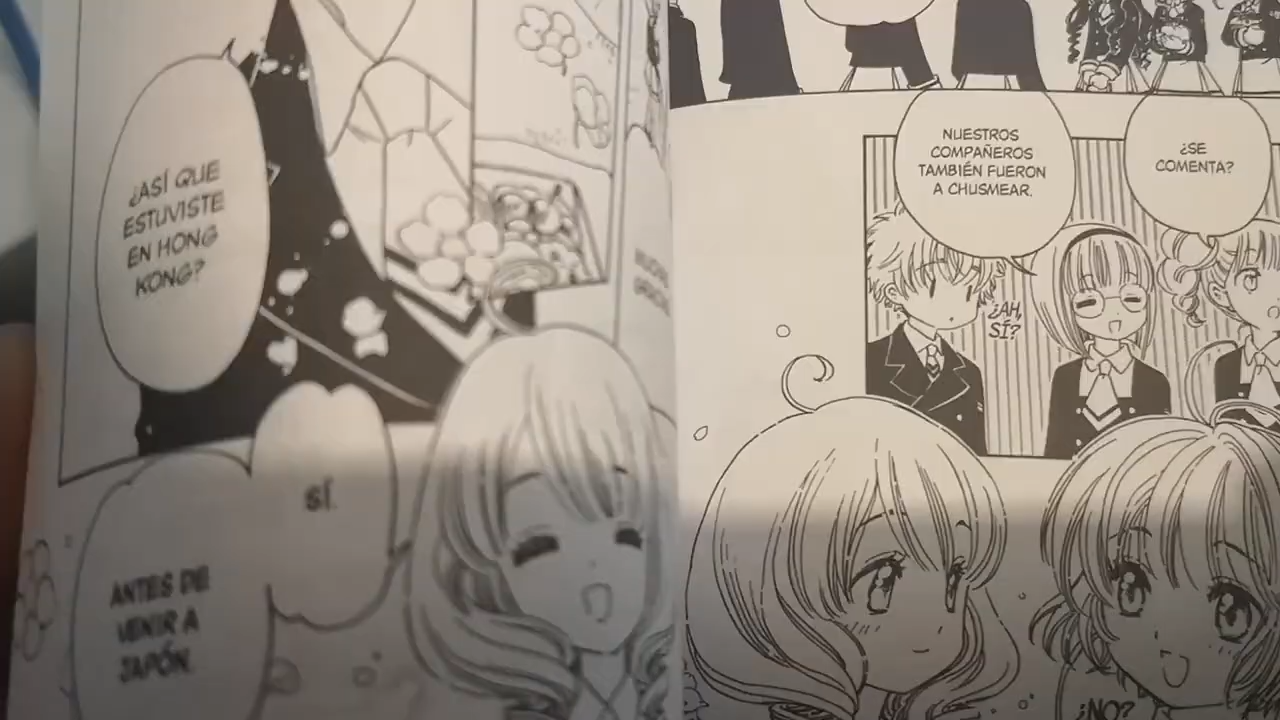 ¿ASÍ QUE
ESTUVISTE
EN HONG
KONG?
SÍ.
ANTES DE
VENIR A
JAPÓN.
NUESTROS
COMPAÑEROS
TAMBIÉN FUERON
A CHUSMEAR.
¿SE
COMENTA?
¿AH,
SÍ?
¿NO?